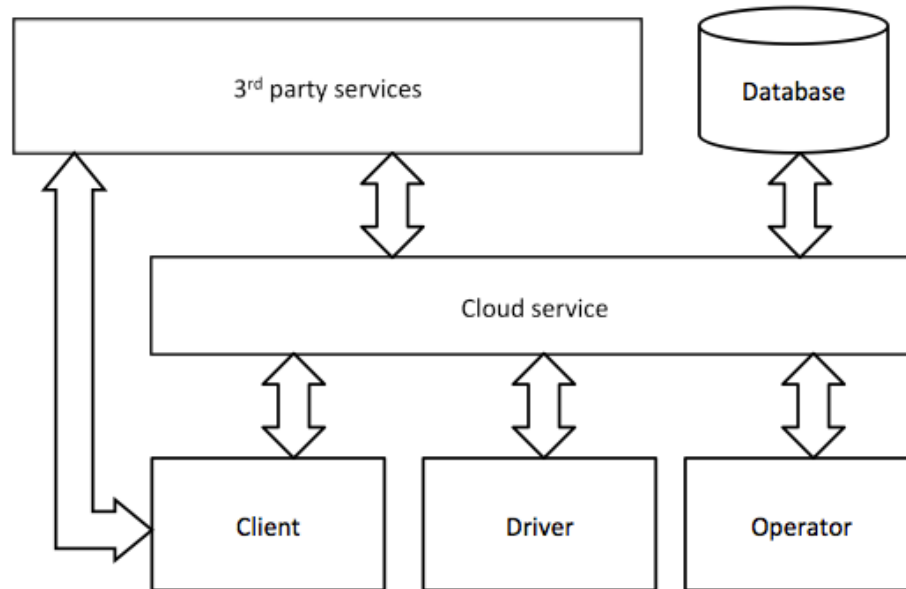 3rd party services
Database
Cloud service
Client
Driver
Operator